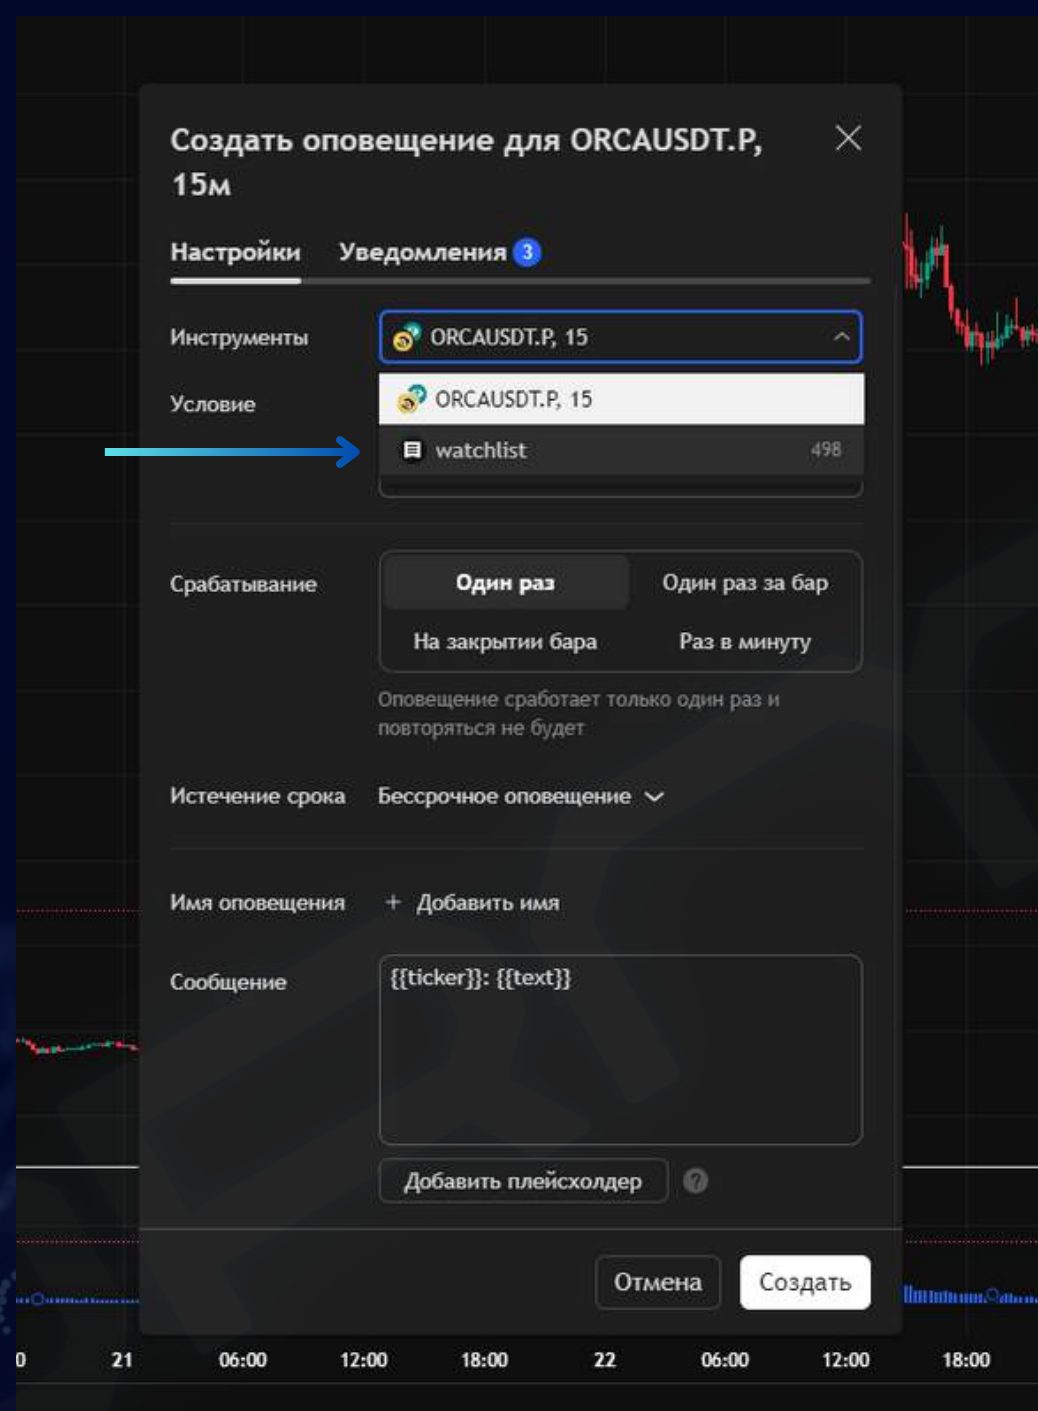 Создать оповещение для ORCAUSDT.P,
15м
Настройки Уведомления 3
Инструменты ORCAUSDT.P, 15
Условие ORCAUSDT.P, 15
watchlist 498
Срабатывание Один раз Один раз за бар
На закрытии бара Раз в минуту
Оповещение сработает только один раз и
повторяться не будет
Истечение срока Бессрочное оповещение
Имя оповещения + Добавить имя
Сообщение {{ticker}}: {{text}}
Добавить плейсхолдер ?
Отмена Создать
0 21 06:00 12:00 18:00 22 06:00 12:00 18:00